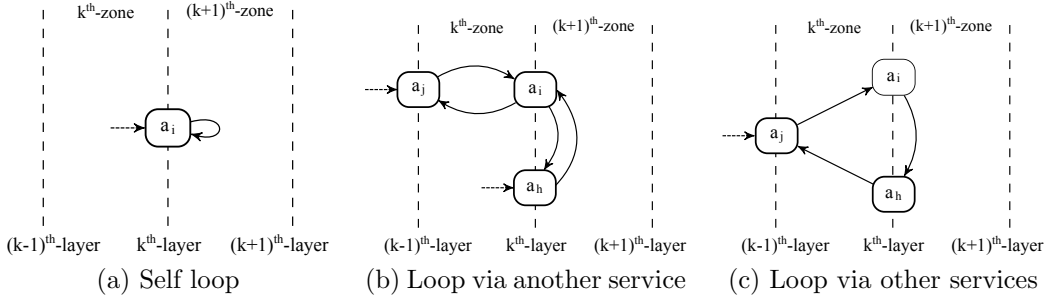 kth-zone (k+1)th-zone
ai
(k-1)th-layer kth-layer (k+1)th-layer
(a) Self loop
kth-zone (k+1)th-zone
aj ai
ah
(k-1)th-layer kth-layer (k+1)th-layer
(b) Loop via another service
kth-zone (k+1)th-zone
ai
aj
ah
(k-1)th-layer kth-layer (k+1)th-layer
(c) Loop via other services